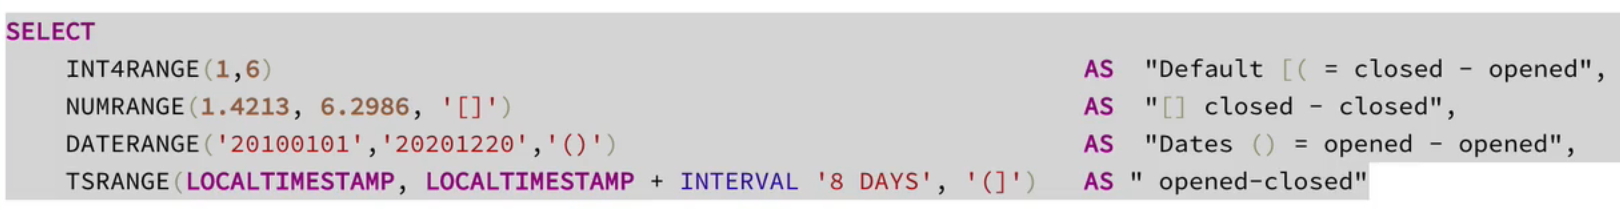 SELECT
INT4RANGE(1,6) AS "Default [( = closed - opened",
NUMRANGE(1.4213, 6.2986, '[]') AS "[] closed - closed",
DATERANGE('20100101','20201220','()') AS "Dates () = opened - opened",
TSRANGE(LOCALTIMESTAMP, LOCALTIMESTAMP + INTERVAL '8 DAYS', '(]') AS " opened-closed"